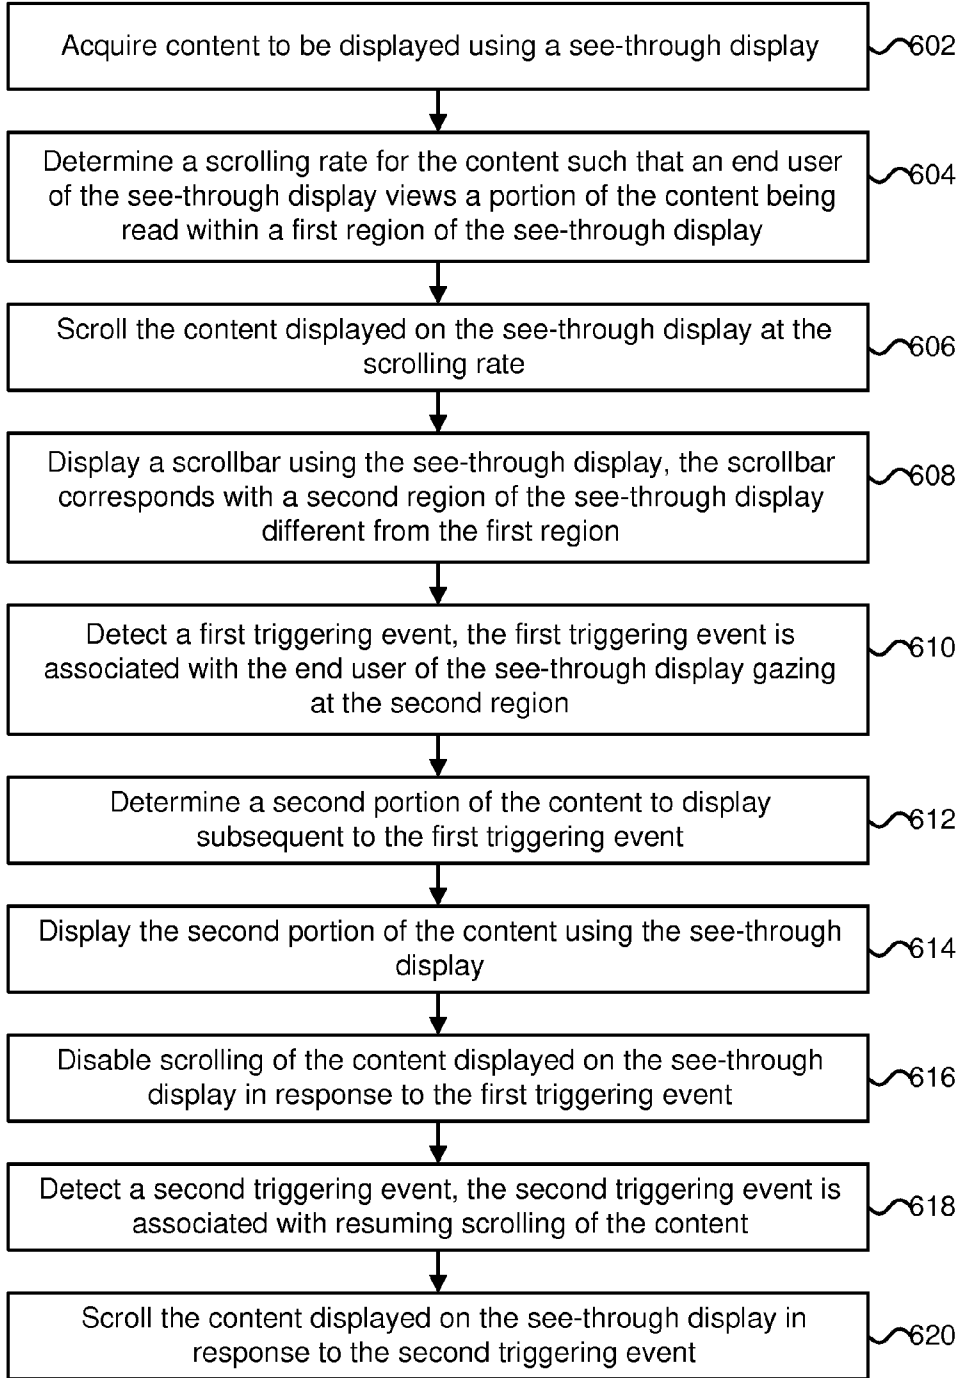 Acquire content to be displayed using a see-through display
602
Determine a scrolling rate for the content such that an end user
of the see-through display views a portion of the content being
read within a first region of the see-through display
604
Scroll the content displayed on the see-through display at the
scrolling rate
606
Display a scrollbar using the see-through display, the scrollbar
corresponds with a second region of the see-through display
different from the first region
608
Detect a first triggering event, the first triggering event is
associated with the end user of the see-through display gazing
at the second region
610
Determine a second portion of the content to display
subsequent to the first triggering event
612
Display the second portion of the content using the see-through
display
614
Disable scrolling of the content displayed on the see-through
display in response to the first triggering event
616
Detect a second triggering event, the second triggering event is
associated with resuming scrolling of the content
618
Scroll the content displayed on the see-through display in
response to the second triggering event
620